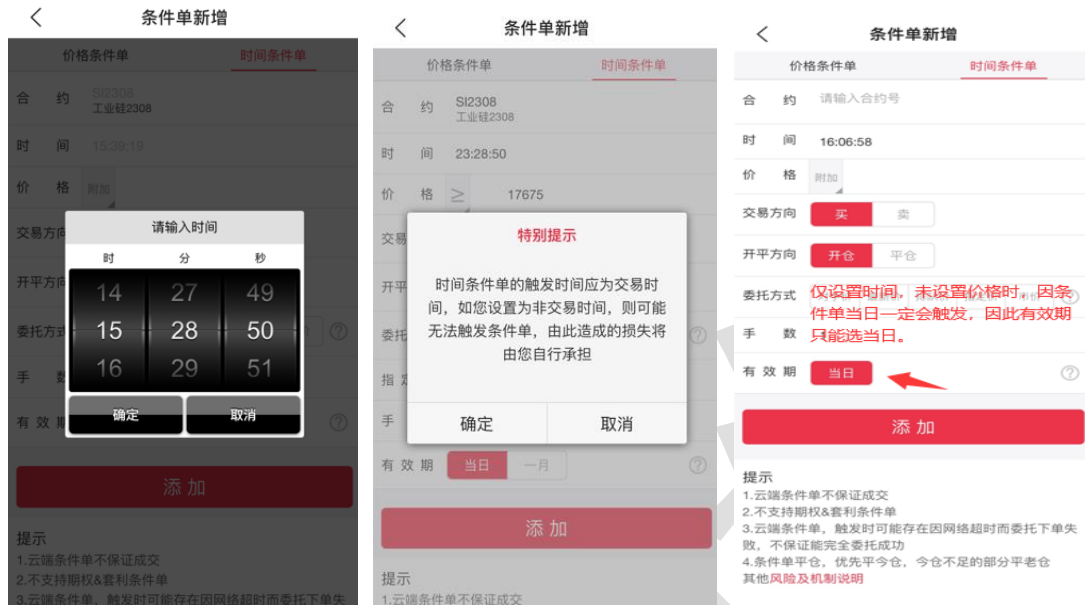 条件单新增
价格条件单 时间条件单
合 约 SI2308
工业硅2308
时 间 15:39:19
价 格 附加
请输入时间
时 分 秒
14 27 49
15 28 50
16 29 51
确定 取消
交易方向
开平方向
委托方式
手 数
有 效 期
添 加
提示
1.云端条件单不保证成交
2.不支持期权&套利条件单
3.云端条件单，触发时可能存在因网络超时而委托下单失
条件单新增
价格条件单 时间条件单
合 约 SI2308
工业硅2308
时 间 23:28:50
价 格 ≥ 17675
特别提示
时间条件单的触发时间应为交易时
间，如您设置为非交易时间，则可能
无法触发条件单，由此造成的损失将
由您自行承担
确定 取消
交易
开平
委托
指
手
有 效 期 当日 一月
添 加
提示
1.云端条件单不保证成交
条件单新增
价格条件单 时间条件单
合 约 请输入合约号
时 间 16:06:58
价 格 附加
交易方向 买 卖
开平方向 开仓 平仓
委托方式
仅设置时间，未设置价格时，因条
件单当日一定会触发，因此有效期
只能选当日。
手 数
有 效 期 当日
添 加
提示
1.云端条件单不保证成交
2.不支持期权&套利条件单
3.云端条件单，触发时可能存在因网络超时而委托下单失
败，不保证能完全委托成功
4.条件单平仓，优先平今仓，今仓不足的部分平老仓
其他风险及机制说明